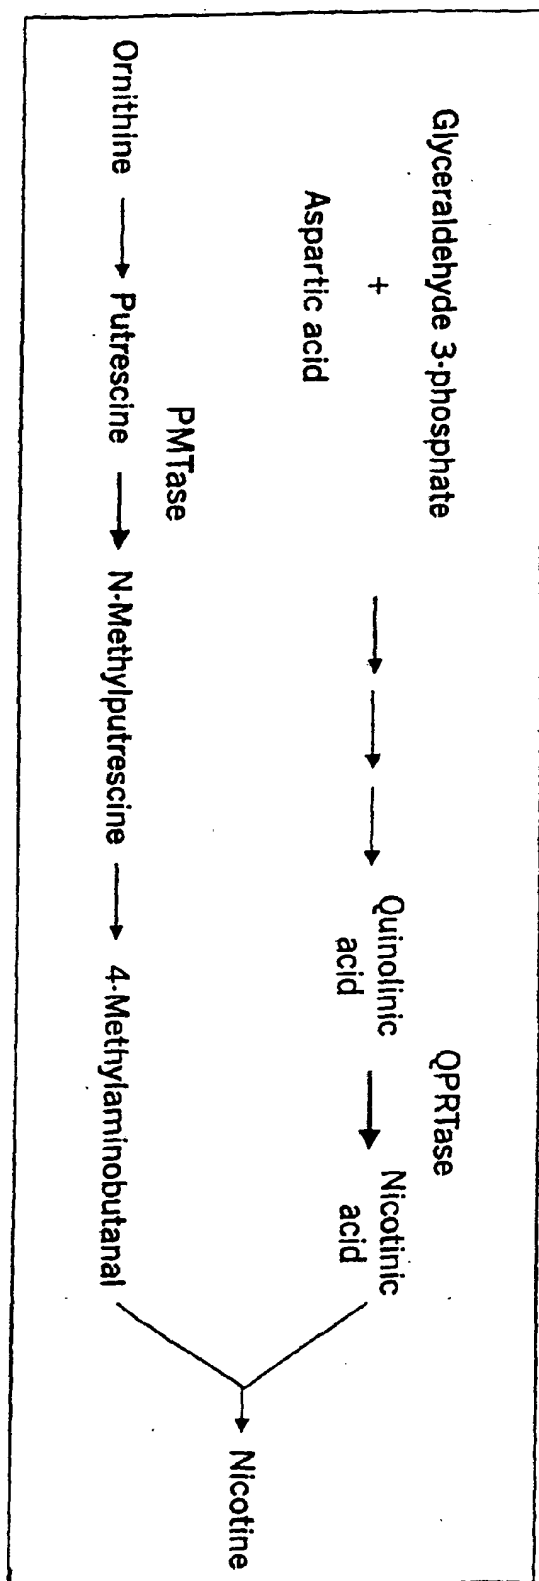 Glyceraldehyde 3-phosphate
+
Aspartic acid
Quinolinic
acid
QPRTase
Nicotinic
acid
Ornithine
Putrescine
PMTase
N-Methylputrescine
4-Methylaminobutanal
Nicotine